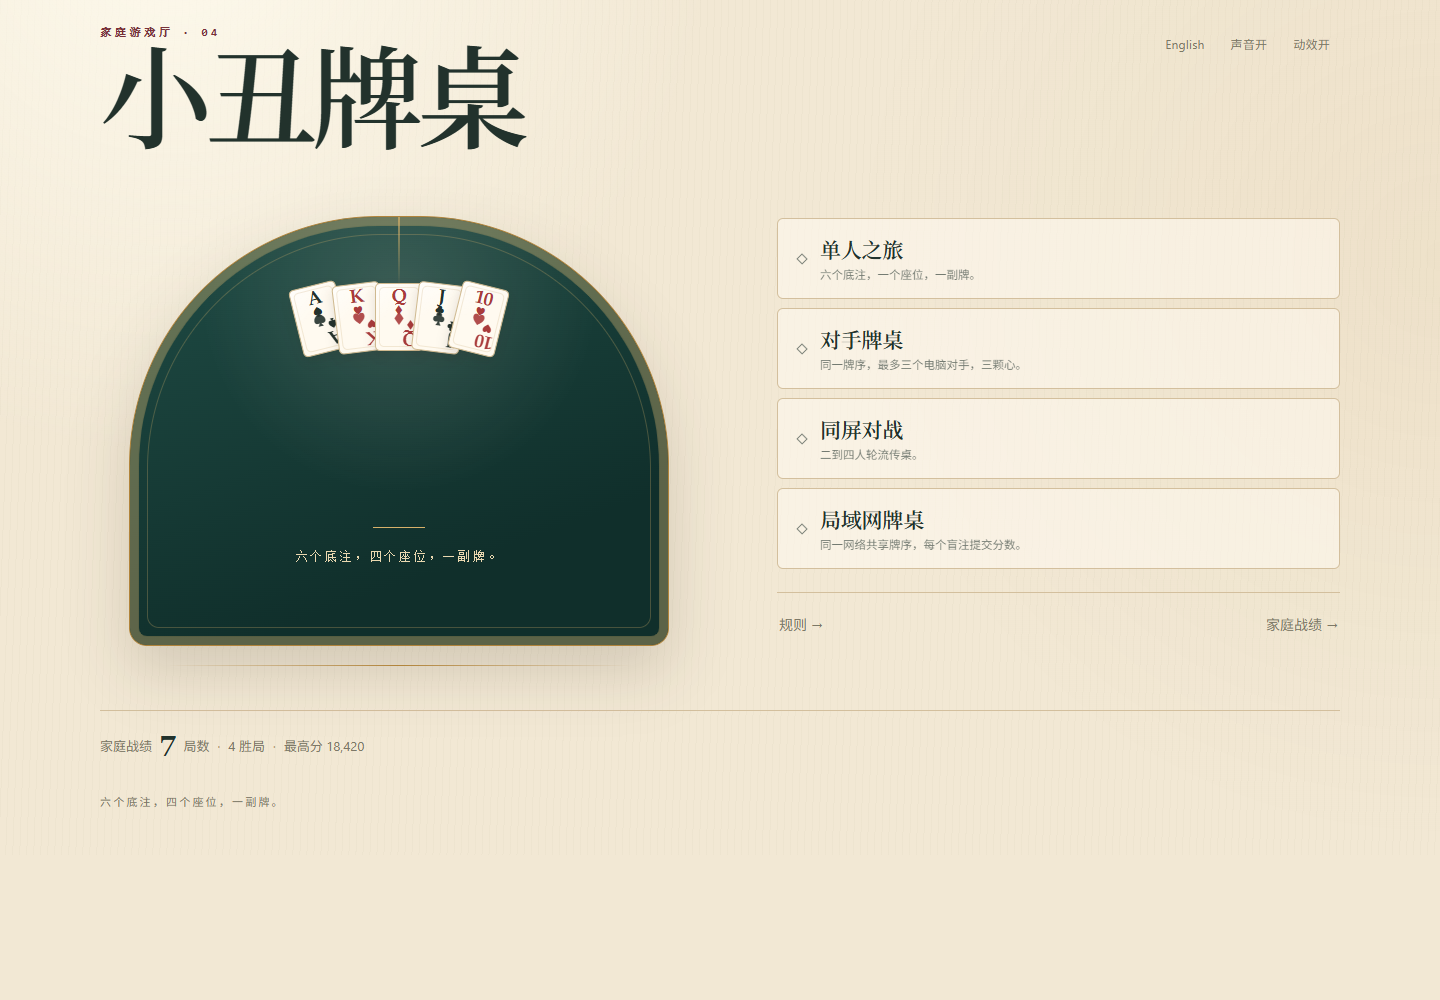 家庭游戏厅 · 04
小丑牌桌
English 声音开 动效开
A K Q J 10
10
六个底注，四个座位，一副牌。
单人之旅
六个底注，一个座位，一副牌。
对手牌桌
同一牌序，最多三个电脑对手，三颗心。
同屏对战
二到四人轮流传桌。
局域网牌桌
同一网络共享牌序，每个盲注提交分数。
规则 →
家庭战绩 →
家庭战绩 7 局数 · 4 胜局 · 最高分 18,420
六个底注，四个座位，一副牌。